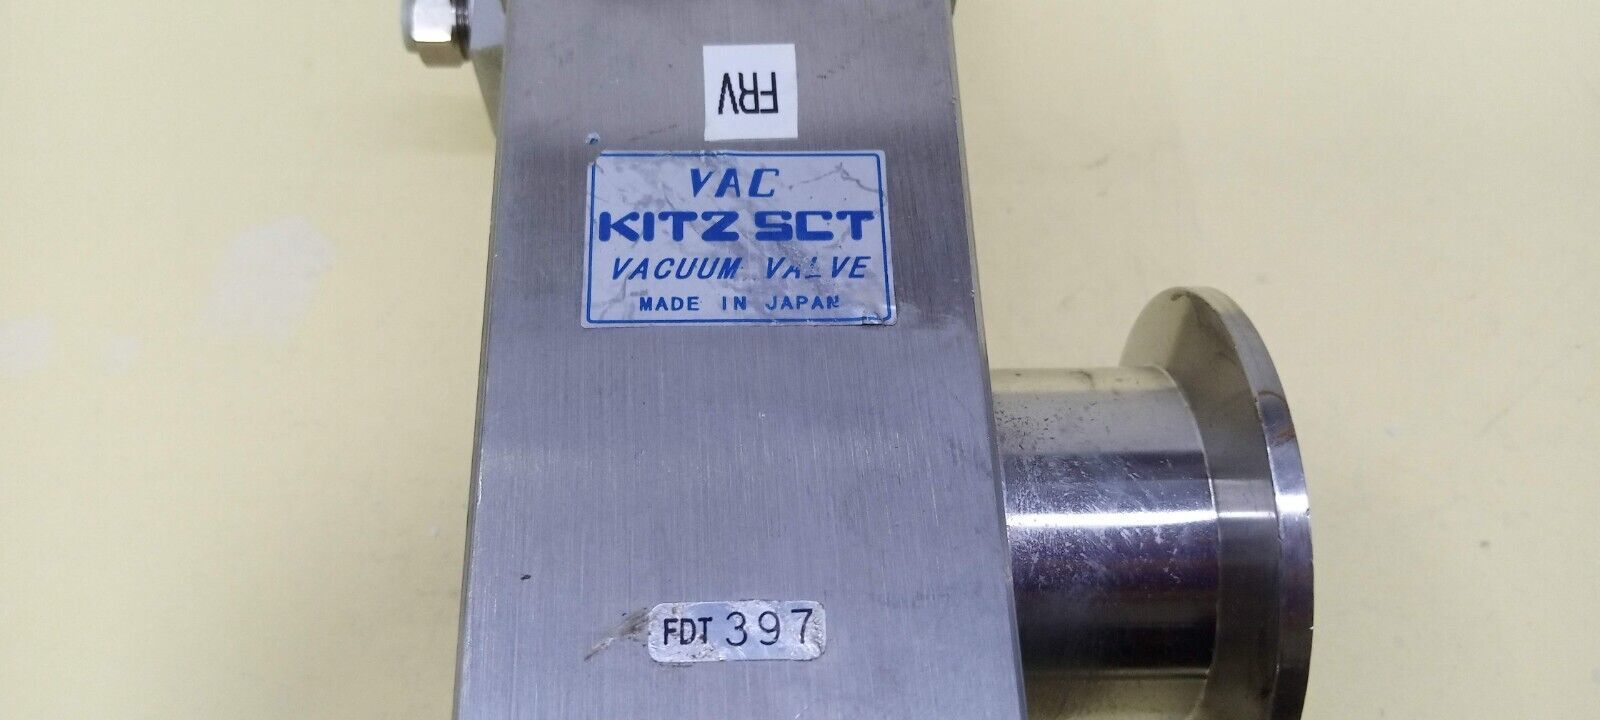 FRV
VAC
KITZ SCT
VACUUM VALVE
MADE IN JAPAN
FDT 397